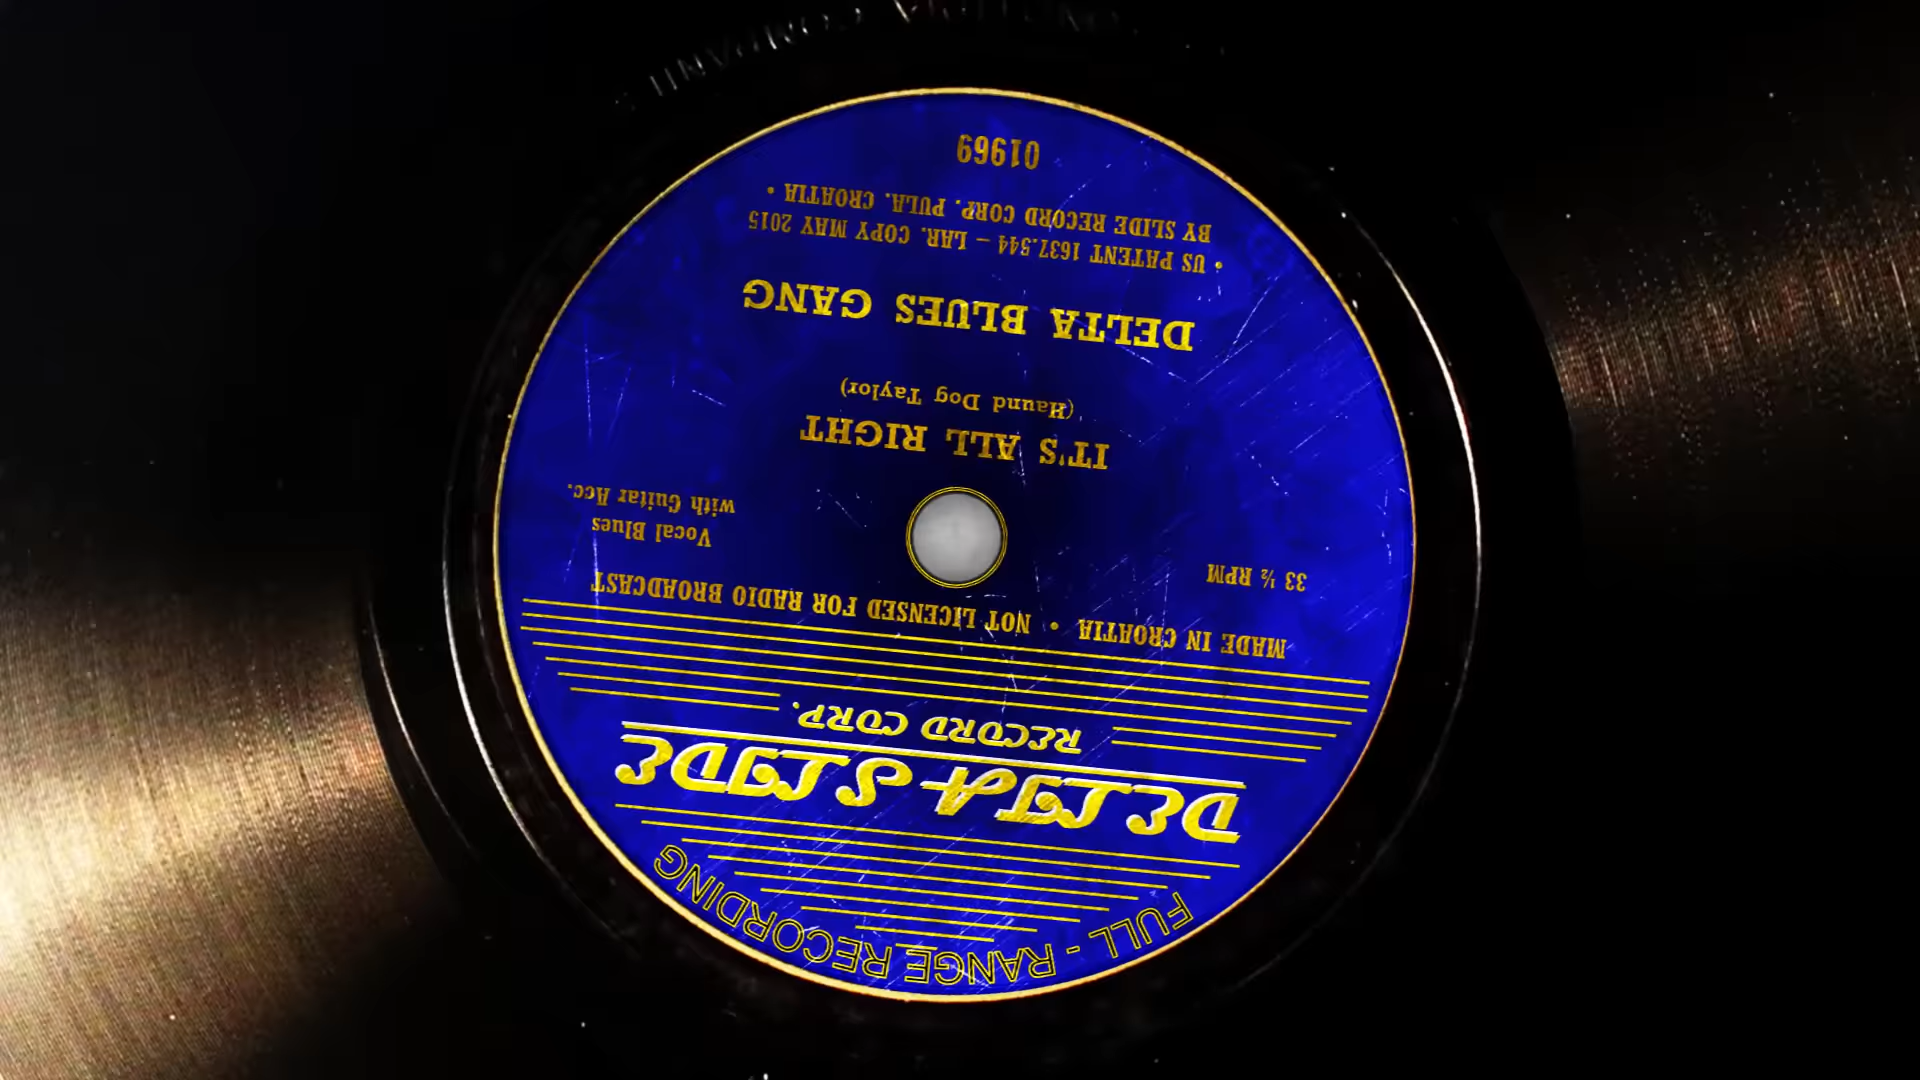 FULL - RANGE RECORDING
DELTA SLIDE
RECORD CORP.
MADE IN CROATIA • NOT LICENSED FOR RADIO BROADCAST
33 ½ RPM
Vocal Blues
with Guitar Acc.
IT'S ALL RIGHT
(Haund Dog Taylor)
DELTA BLUES GANG
• US PATENT 1637.544 – LAR. COPY MAY 2015
BY SLIDE RECORD CORP. PULA. CROATIA •
01969